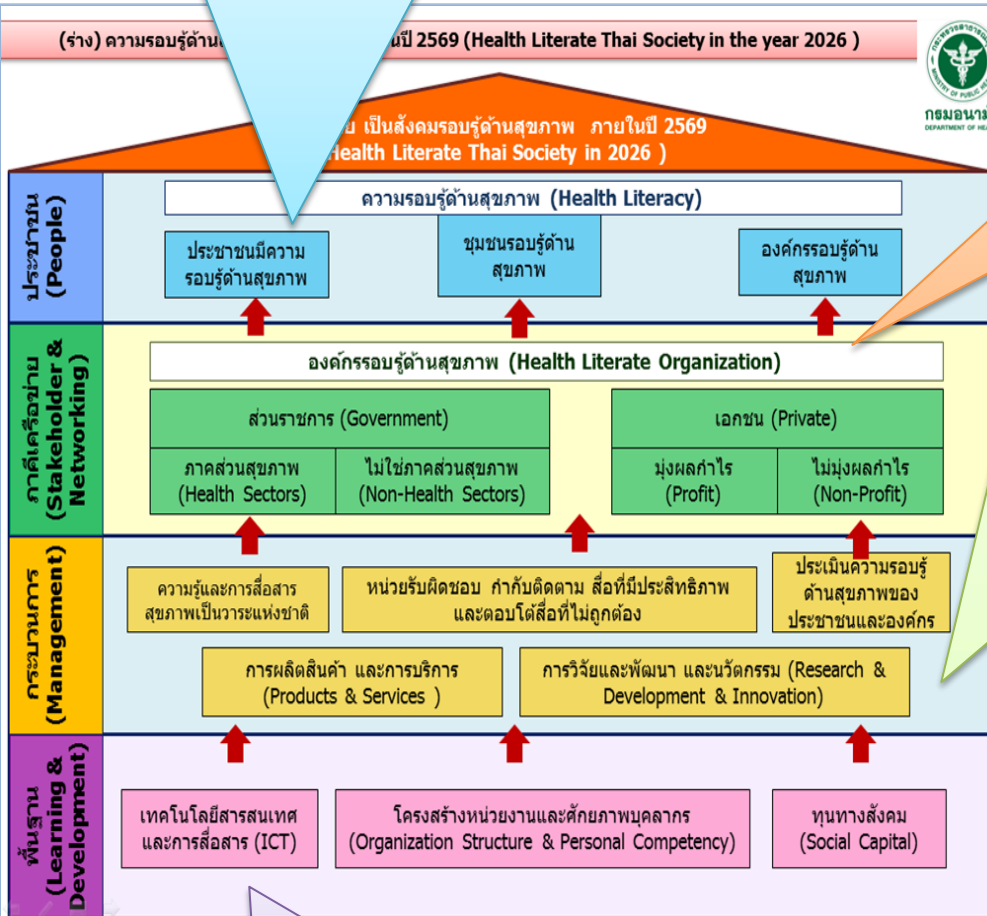 (ร่าง) ความรอบรู้ด้าน ปี 2569 (Health Literate Thai Society in the year 2026 )
กรมอนามั
DEPARTMENT OF HEA
เป็นสังคมรอบรู้ด้านสุขภาพ ภายในปี 2569
Health Literate Thai Society in 2026 )
ประชาชน
(People)
ความรอบรู้ด้านสุขภาพ (Health Literacy)
ประชาชนมีความ
รอบรู้ด้านสุขภาพ
ชุมชนรอบรู้ด้าน
สุขภาพ
องค์กรรอบรู้ด้าน
สุขภาพ
ภาคีเครือข่าย
(Stakeholder &
Networking)
องค์กรรอบรู้ด้านสุขภาพ (Health Literate Organization)
ส่วนราชการ (Government)
เอกชน (Private)
ภาคส่วนสุขภาพ
(Health Sectors)
ไม่ใช่ภาคส่วนสุขภาพ
(Non-Health Sectors)
มุ่งผลกำไร
(Profit)
ไม่มุ่งผลกำไร
(Non-Profit)
กระบวนการ
(Management)
ความรู้และการสื่อสาร
สุขภาพเป็นวาระแห่งชาติ
หน่วยรับผิดชอบ กำกับติดตาม สื่อที่มีประสิทธิภาพ
และตอบโต้สื่อที่ไม่ถูกต้อง
ประเมินความรอบรู้
ด้านสุขภาพของ
ประชาชนและองค์กร
การผลิตสินค้า และการบริการ
(Products & Services )
การวิจัยและพัฒนา และนวัตกรรม (Research &
Development & Innovation)
พื้นฐาน
(Learning &
Development)
เทคโนโลยีสารสนเทศ
และการสื่อสาร (ICT)
โครงสร้างหน่วยงานและศักยภาพบุคลากร
(Organization Structure & Personal Competency)
ทุนทางสังคม
(Social Capital)